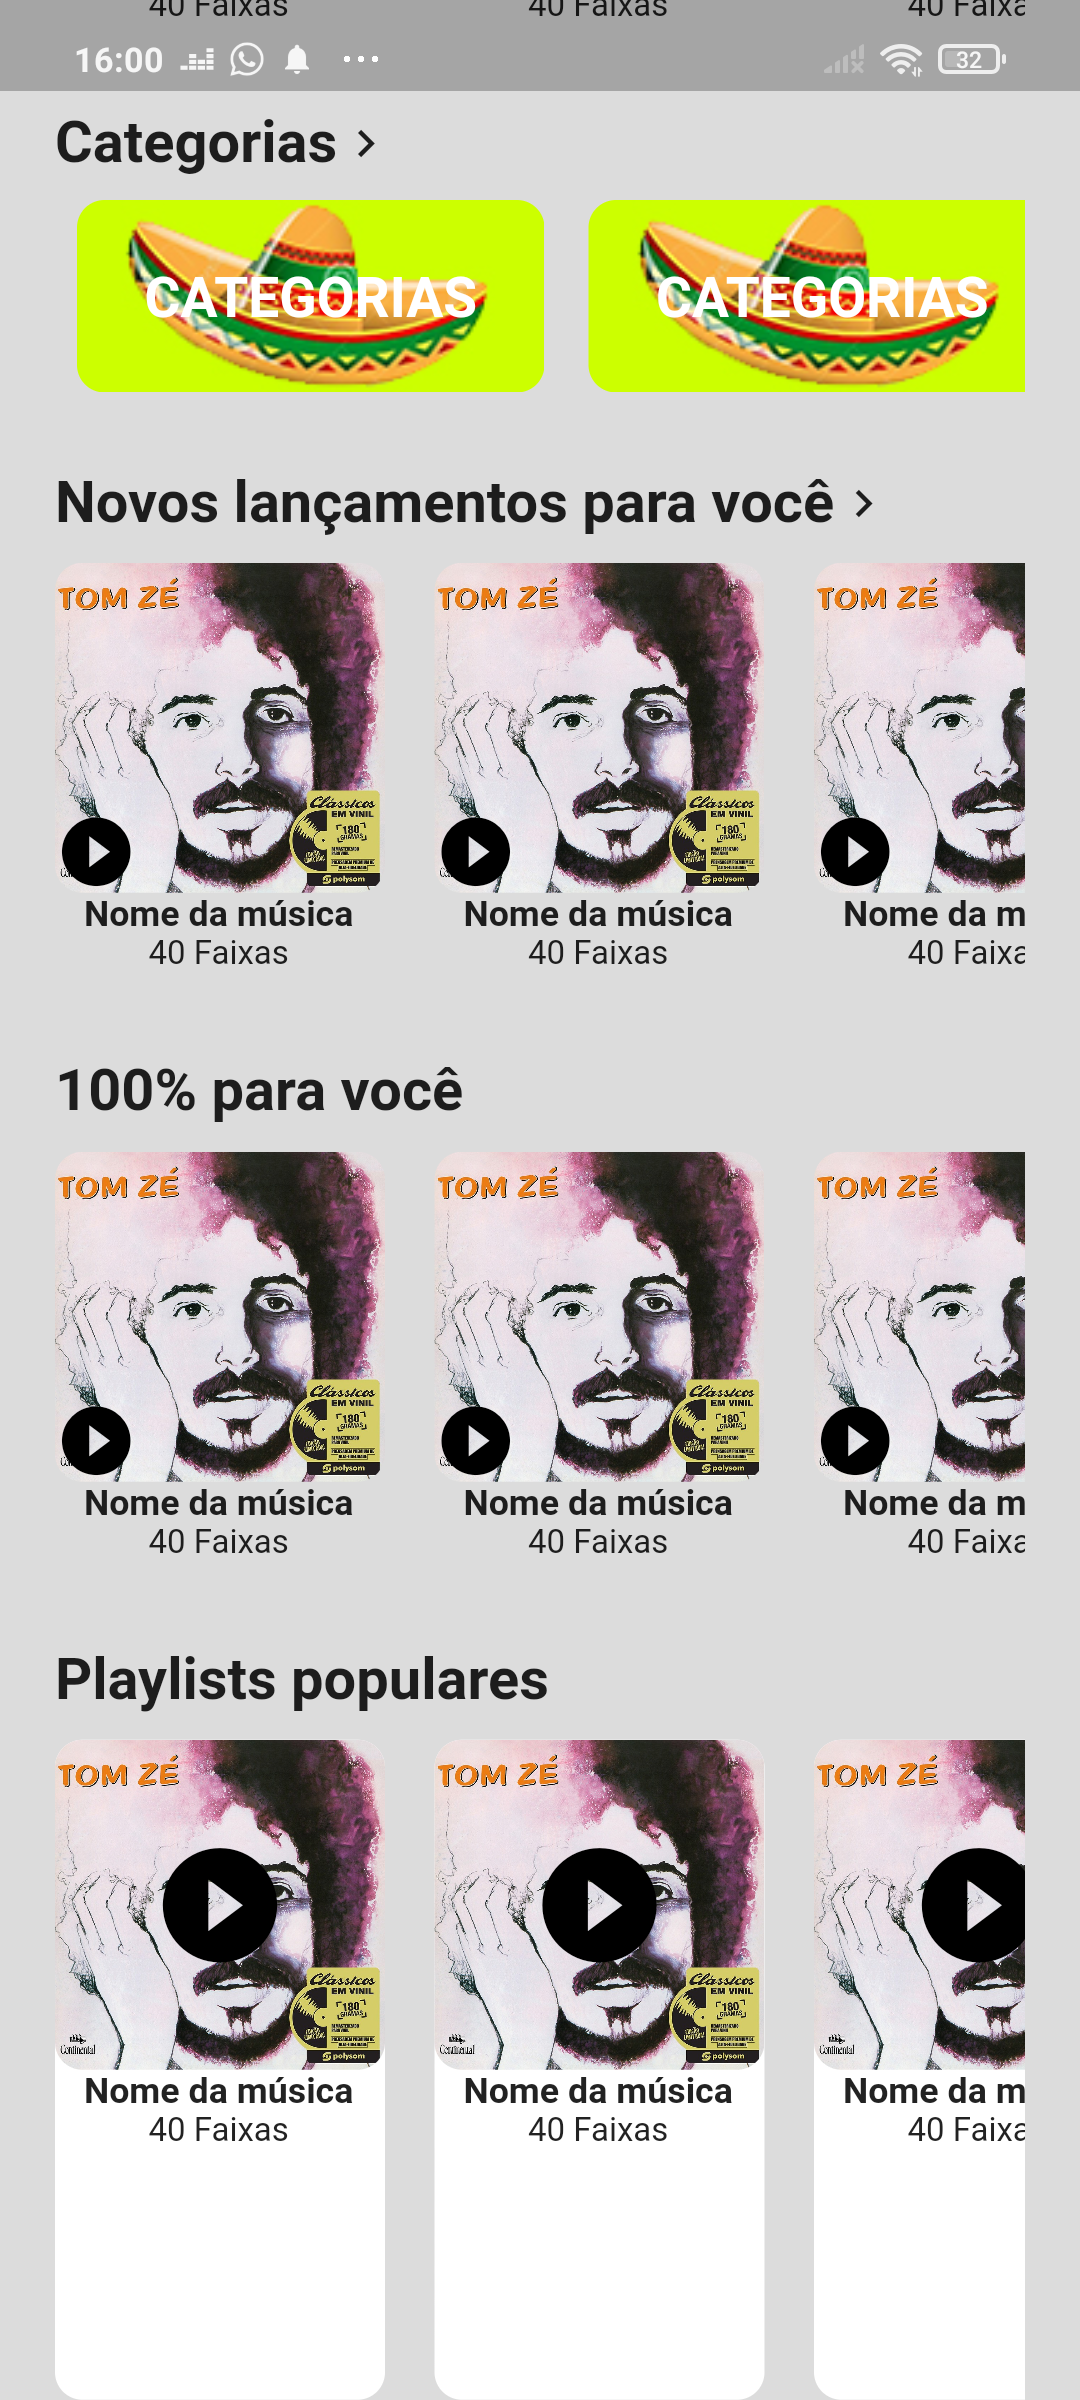 40 Faixas 40 Faixas 40 Faixa
16:00 32
Categorias
CATEGORIAS CATEGORIAS
Novos lançamentos para você
TOM ZÉ TOM ZÉ TOM ZÉ
Clássicos Clássicos
EM VINIL EM VINIL
180 180
GRAMAS GRAMAS
polysom polysom
Nome da música Nome da música Nome da m
40 Faixas 40 Faixas 40 Faixa
100% para você
TOM ZÉ TOM ZÉ TOM ZÉ
Clássicos Clássicos
EM VINIL EM VINIL
180 180
GRAMAS GRAMAS
polysom polysom
Nome da música Nome da música Nome da m
40 Faixas 40 Faixas 40 Faixa
Playlists populares
TOM ZÉ TOM ZÉ TOM ZÉ
Clássicos Clássicos
EM VINIL EM VINIL
180 180
GRAMAS GRAMAS
Continental Continental Continental
polysom polysom
Nome da música Nome da música Nome da m
40 Faixas 40 Faixas 40 Faixa